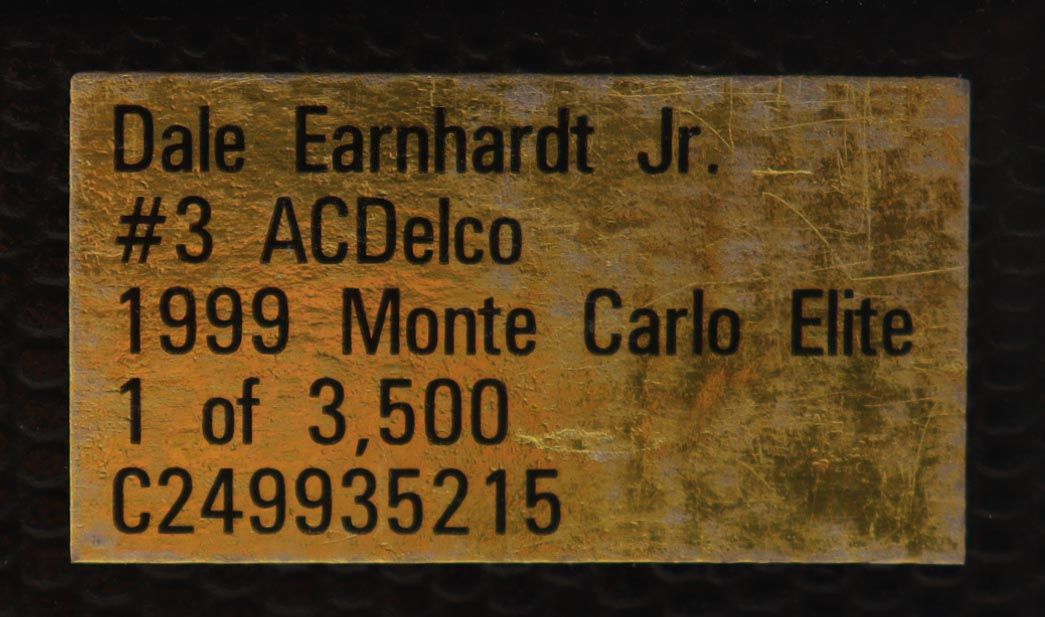 Dale Earnhardt Jr.
#3 ACDelco
1999 Monte Carlo Elite
1 of 3,500
C249935215